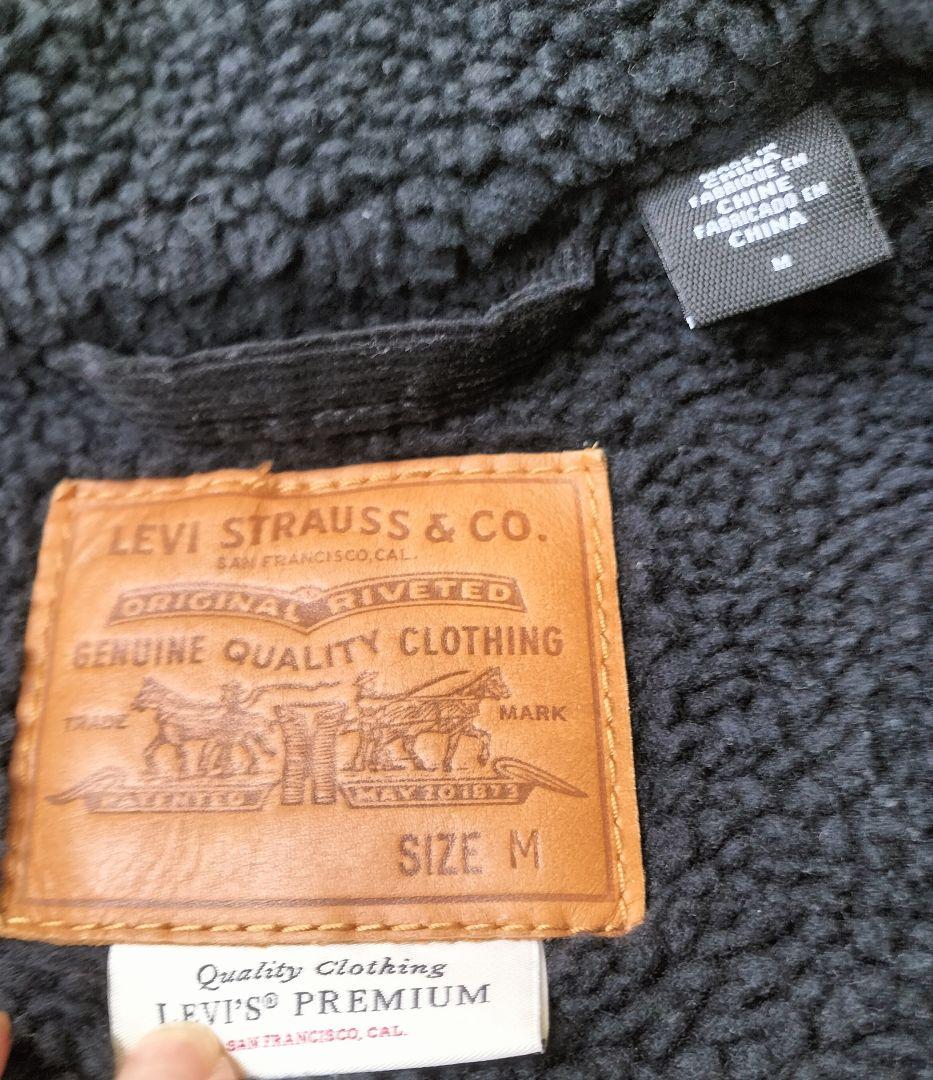 FABRIQUE EN
CHINE
FABRICADO EN
CHINA
M
LEVI STRAUSS & CO.
SAN FRANCISCO, CAL.
ORIGINAL RIVETED
GENUINE QUALITY CLOTHING
TRADE MARK
PATENTED MAY 20 1873
SIZE M
Quality Clothing
LEVI'S® PREMIUM
SAN FRANCISCO, CAL.